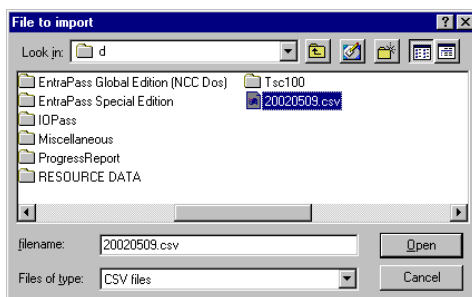 File to import
Look in: d
EntraPass Global Edition (NCC Dos)
EntraPass Special Edition
IOPass
Miscellaneous
ProgressReport
RESOURCE DATA
Tsc100
20020509.csv
filename: 20020509.csv Open
Files of type: CSV files Cancel